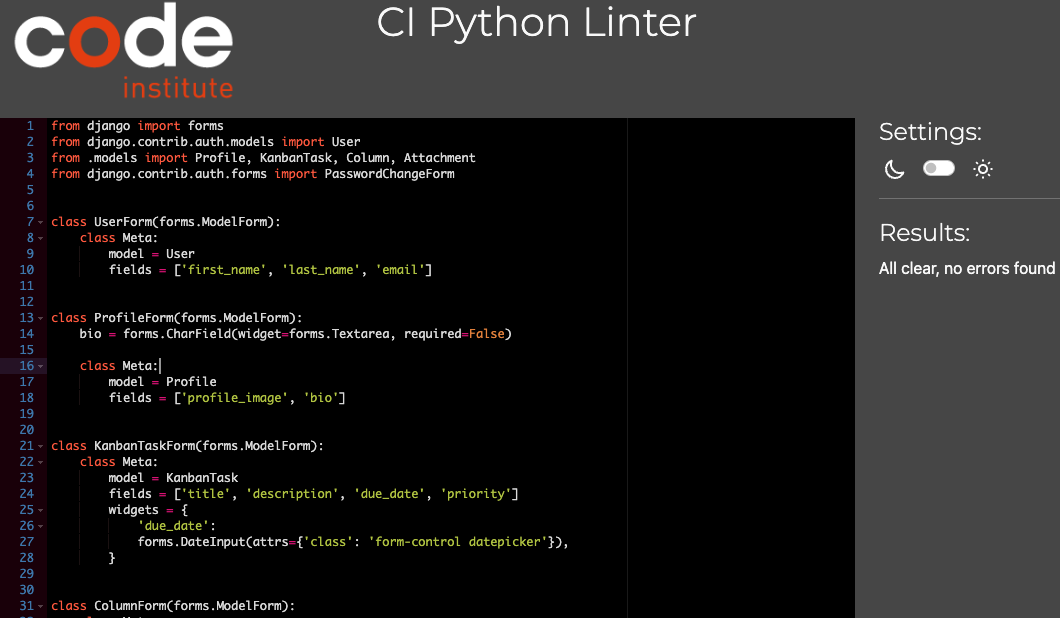 code
institute
CI Python Linter
1 from django import forms
2 from django.contrib.auth.models import User
3 from .models import Profile, KanbanTask, Column, Attachment
4 from django.contrib.auth.forms import PasswordChangeForm
5
6
7 class UserForm(forms.ModelForm):
8     class Meta:
9         model = User
10         fields = ['first_name', 'last_name', 'email']
11
12
13 class ProfileForm(forms.ModelForm):
14     bio = forms.CharField(widget=forms.Textarea, required=False)
15
16     class Meta:
17         model = Profile
18         fields = ['profile_image', 'bio']
19
20
21 class KanbanTaskForm(forms.ModelForm):
22     class Meta:
23         model = KanbanTask
24         fields = ['title', 'description', 'due_date', 'priority']
25         widgets = {
26             'due_date':
27             forms.DateInput(attrs={'class': 'form-control datepicker'}),
28         }
29
30
31 class ColumnForm(forms.ModelForm):
Settings:
Results:
All clear, no errors found